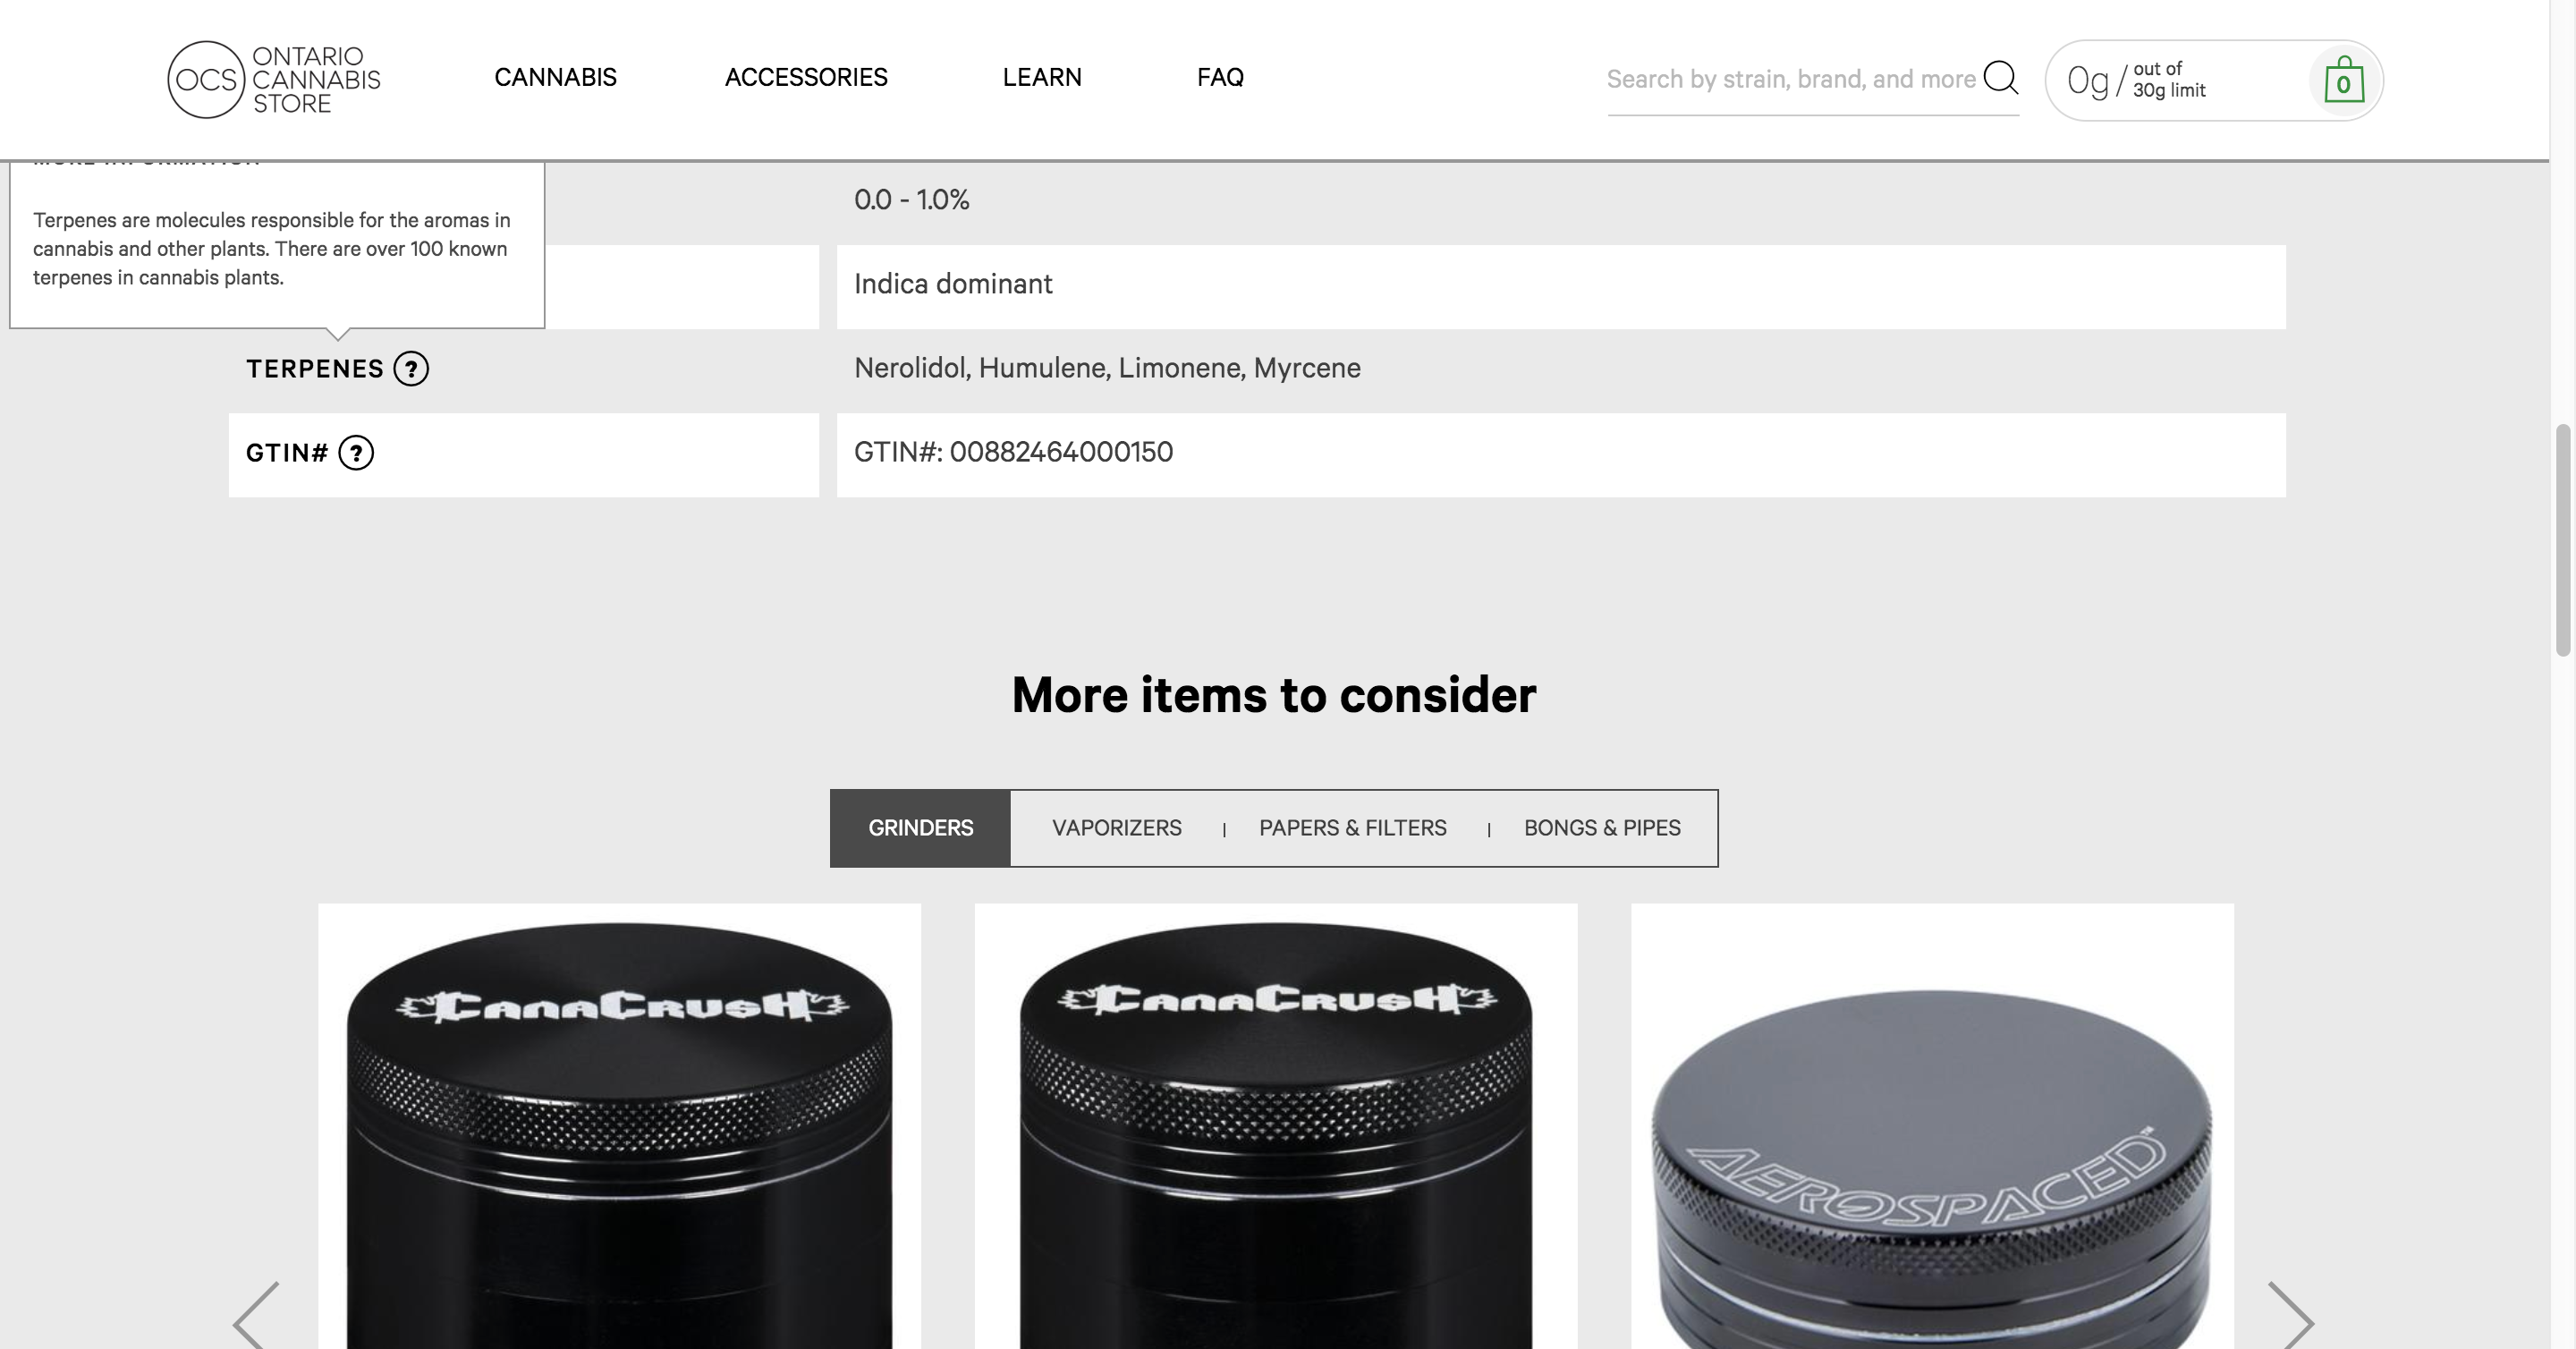 OCS
ONTARIO
CANNABIS
STORE
CANNABIS
ACCESSORIES
LEARN
FAQ
Search by strain, brand, and more
0g / out of
30g limit
0
MORE INFORMATION
Terpenes are molecules responsible for the aromas in
cannabis and other plants. There are over 100 known
terpenes in cannabis plants.
0.0 - 1.0%
Indica dominant
TERPENES ?
Nerolidol, Humulene, Limonene, Myrcene
GTIN# ?
GTIN#: 00882464000150
More items to consider
GRINDERS
VAPORIZERS | PAPERS & FILTERS | BONGS & PIPES
CANACRUSH
CANACRUSH
AEROSPACED™